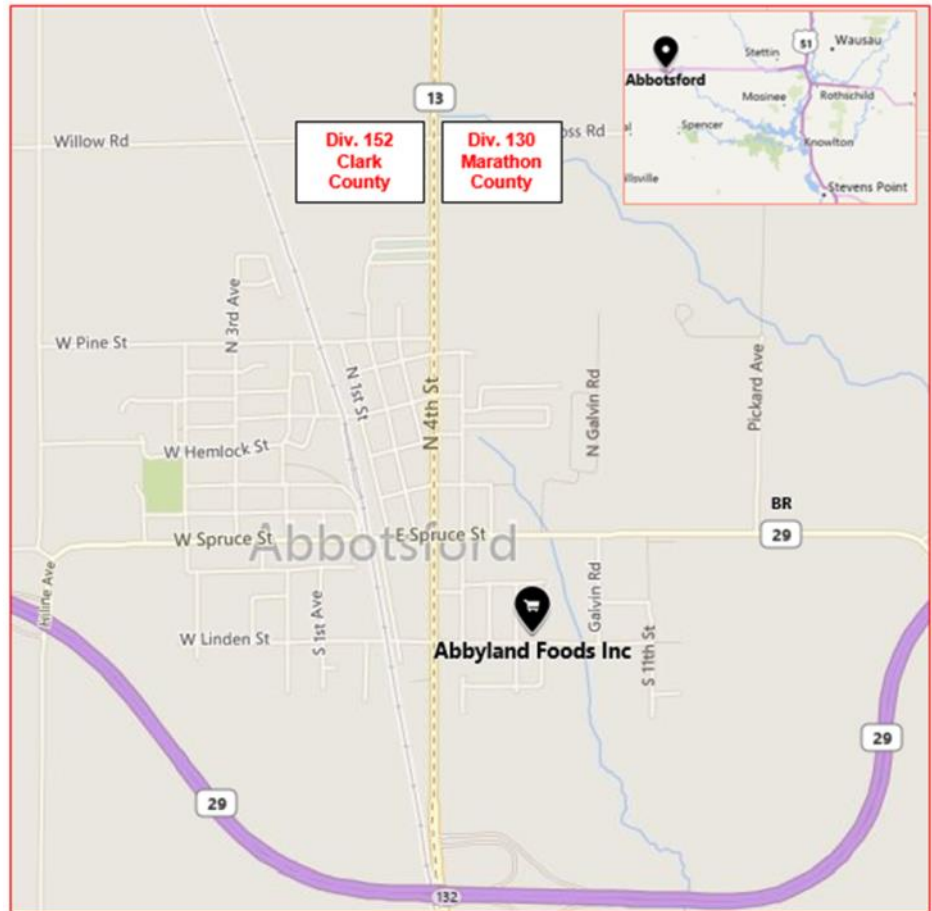 51
Wausau
Stettin
Abbotsford
Mosinee
Rothschild
Spencer
Knowlton
Stevens Point
13
Willow Rd
Div. 152
Clark
County
Div. 130
Marathon
County
Rd
N 3rd Ave
W Pine St
N 1st St
N 4th St
N Galvin Rd
Pickard Ave
W Hemlock St
BR
29
W Spruce St
E Spruce St
Abbotsford
Hiline Ave
S 1st Ave
W Linden St
Abbyland Foods Inc
Galvin Rd
S 11th St
29
29
132